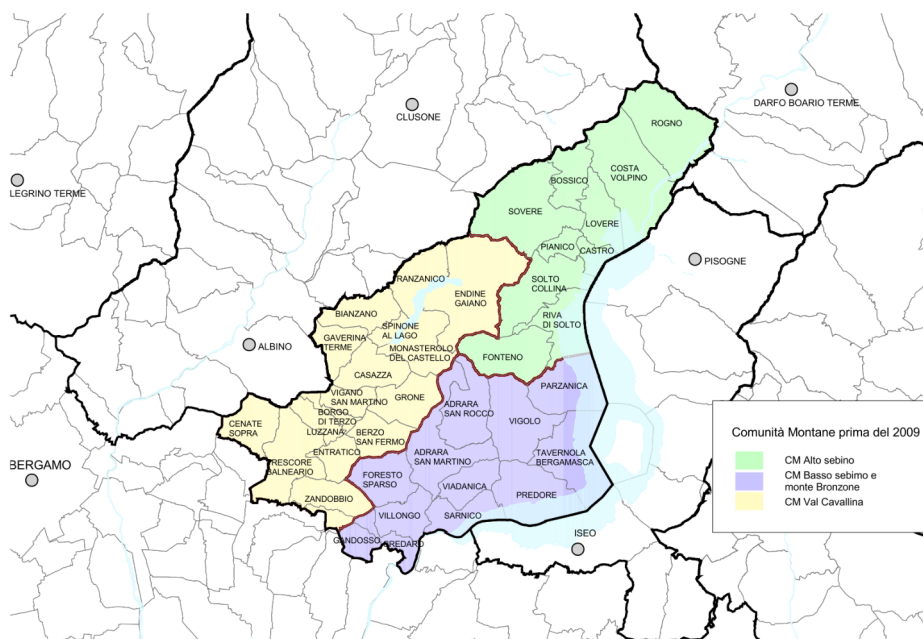 DARFO BOARIO TERME
CLUSONE
ROGNO
COSTA
VOLPINO
BOSSICO
LLEGRINO TERME
SOVERE
LOVERE
PIANICO
CASTRO
PISOGNE
RANZANICO
SOLTO
COLLINA
ENDINE
GAIANO
BIANZANO
RIVA
DI SOLTO
SPINONE
AL LAGO
GAVERINA
TERME
ALBINO
MONASTEROLO
DEL CASTELLO
FONTENO
CASAZZA
PARZANICA
VIGANO
SAN MARTINO
GRONE
ADRARA
SAN ROCCO
BORGO
DI TERZO
VIGOLO
CENATE
SOPRA
LUZZANA
BERZO
SAN FERMO
ENTRATICO
ADRARA
SAN MARTINO
TAVERNOLA
BERGAMASCA
TRESCORE
BALNEARIO
BERGAMO
FORESTO
SPARSO
VIADANICA
PREDORE
ZANDOBBIO
VILLONGO
SARNICO
ISEO
GANDOSSO
CREDARO
Comunità Montane prima del 2009
CM Alto sebino
CM Basso sebimo e
monte Bronzone
CM Val Cavallina